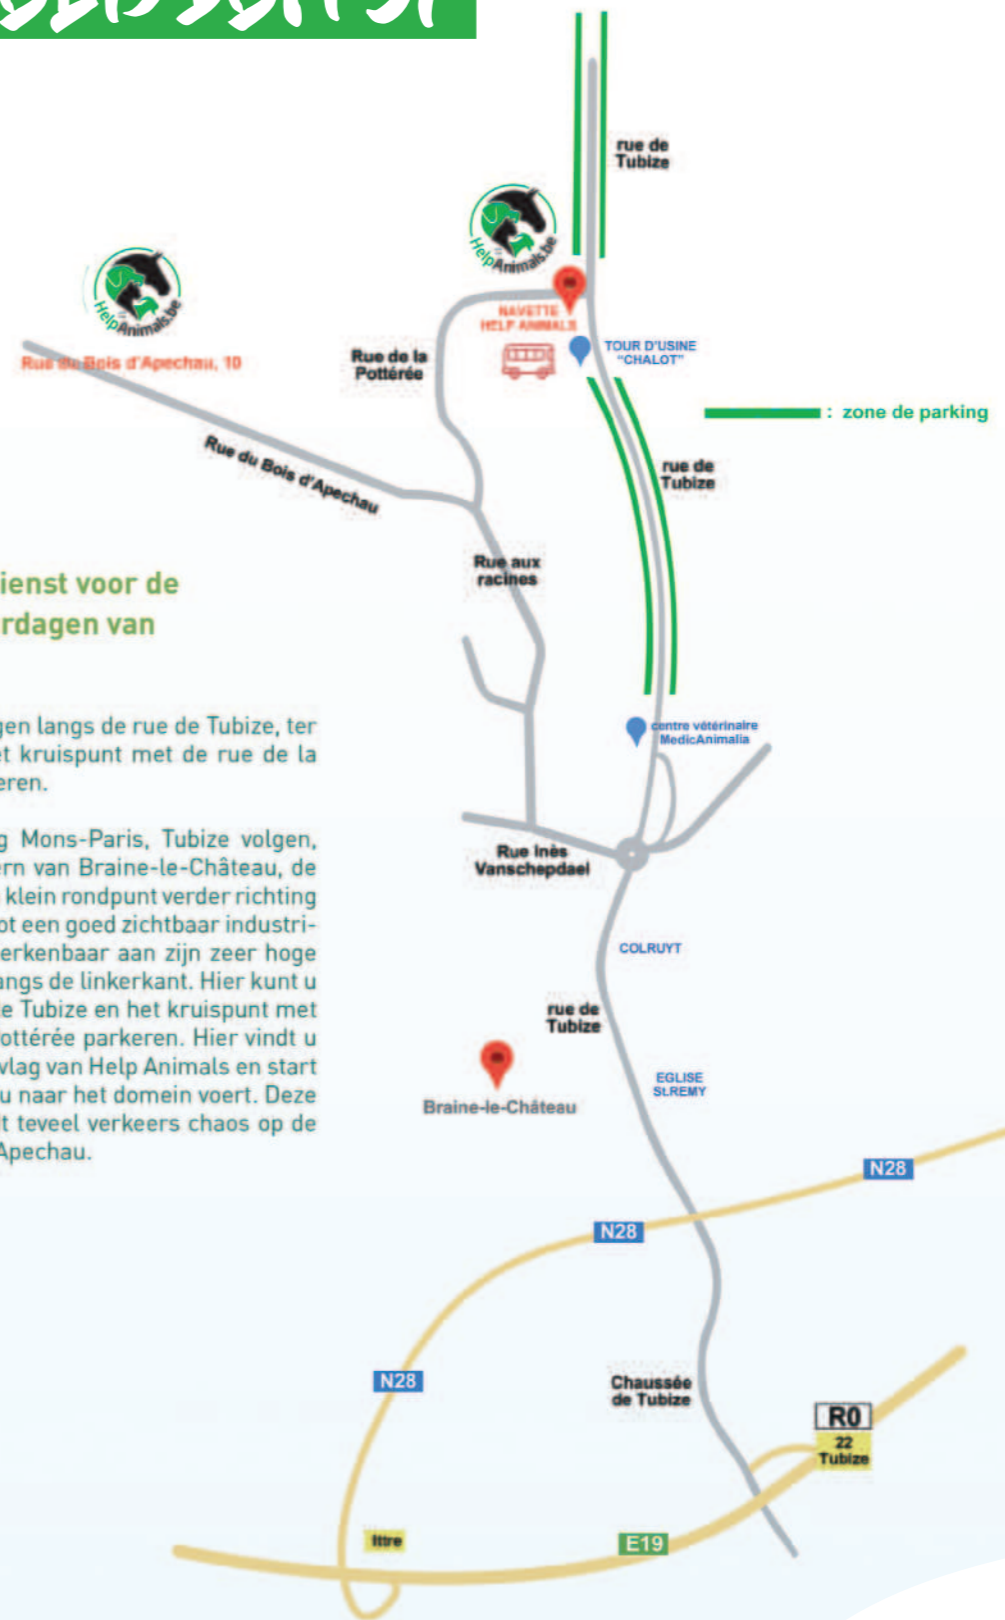 rue de
Tubize
HelpAnimals.be
HelpAnimals.be
NAVETTE
HELP ANIMALS
Rue du Bois d'Apechau, 10
Rue de la
Pottérée
TOUR D'USINE
“CHALOT”
: zone de parking
Rue du Bois d'Apechau
rue de
Tubize
Rue aux
racines
ienst voor de
rdagen van
gen langs de rue de Tubize, ter
et kruispunt met de rue de la
eren.
centre vétérinaire
MedicAnimalia
g Mons-Paris, Tubize volgen,
ern van Braine-le-Château, de
klein rondpunt verder richting
ot een goed zichtbaar industri-
erkenbaar aan zijn zeer hoge
angs de linkerkant. Hier kunt u
e Tubize en het kruispunt met
ottérée parkeren. Hier vindt u
vlag van Help Animals en start
u naar het domein voert. Deze
t teveel verkeers chaos op de
Apechau.
Rue Inès
Vanschepdael
COLRUYT
rue de
Tubize
EGLISE
St.REMY
Braine-le-Château
N28
N28
N28
Chaussée
de Tubize
R0
22
Tubize
Ittre
E19